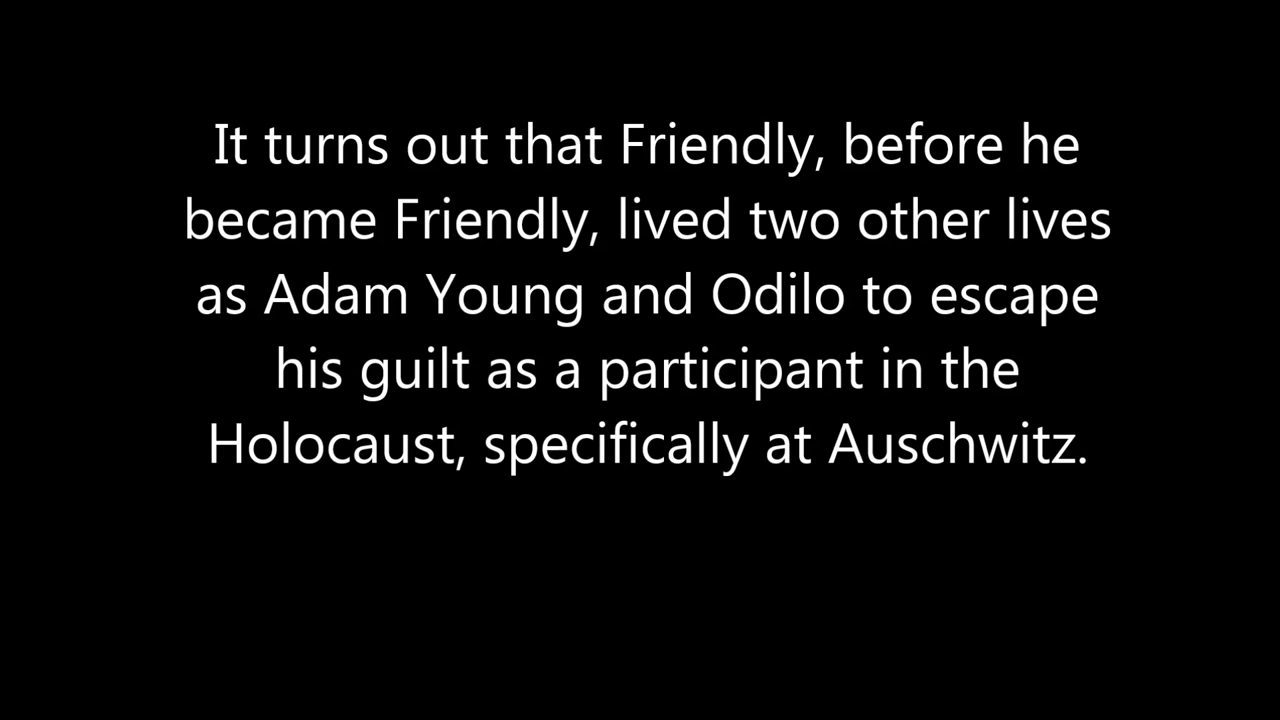 It turns out that Friendly, before he
became Friendly, lived two other lives
as Adam Young and Odilo to escape
his guilt as a participant in the
Holocaust, specifically at Auschwitz.